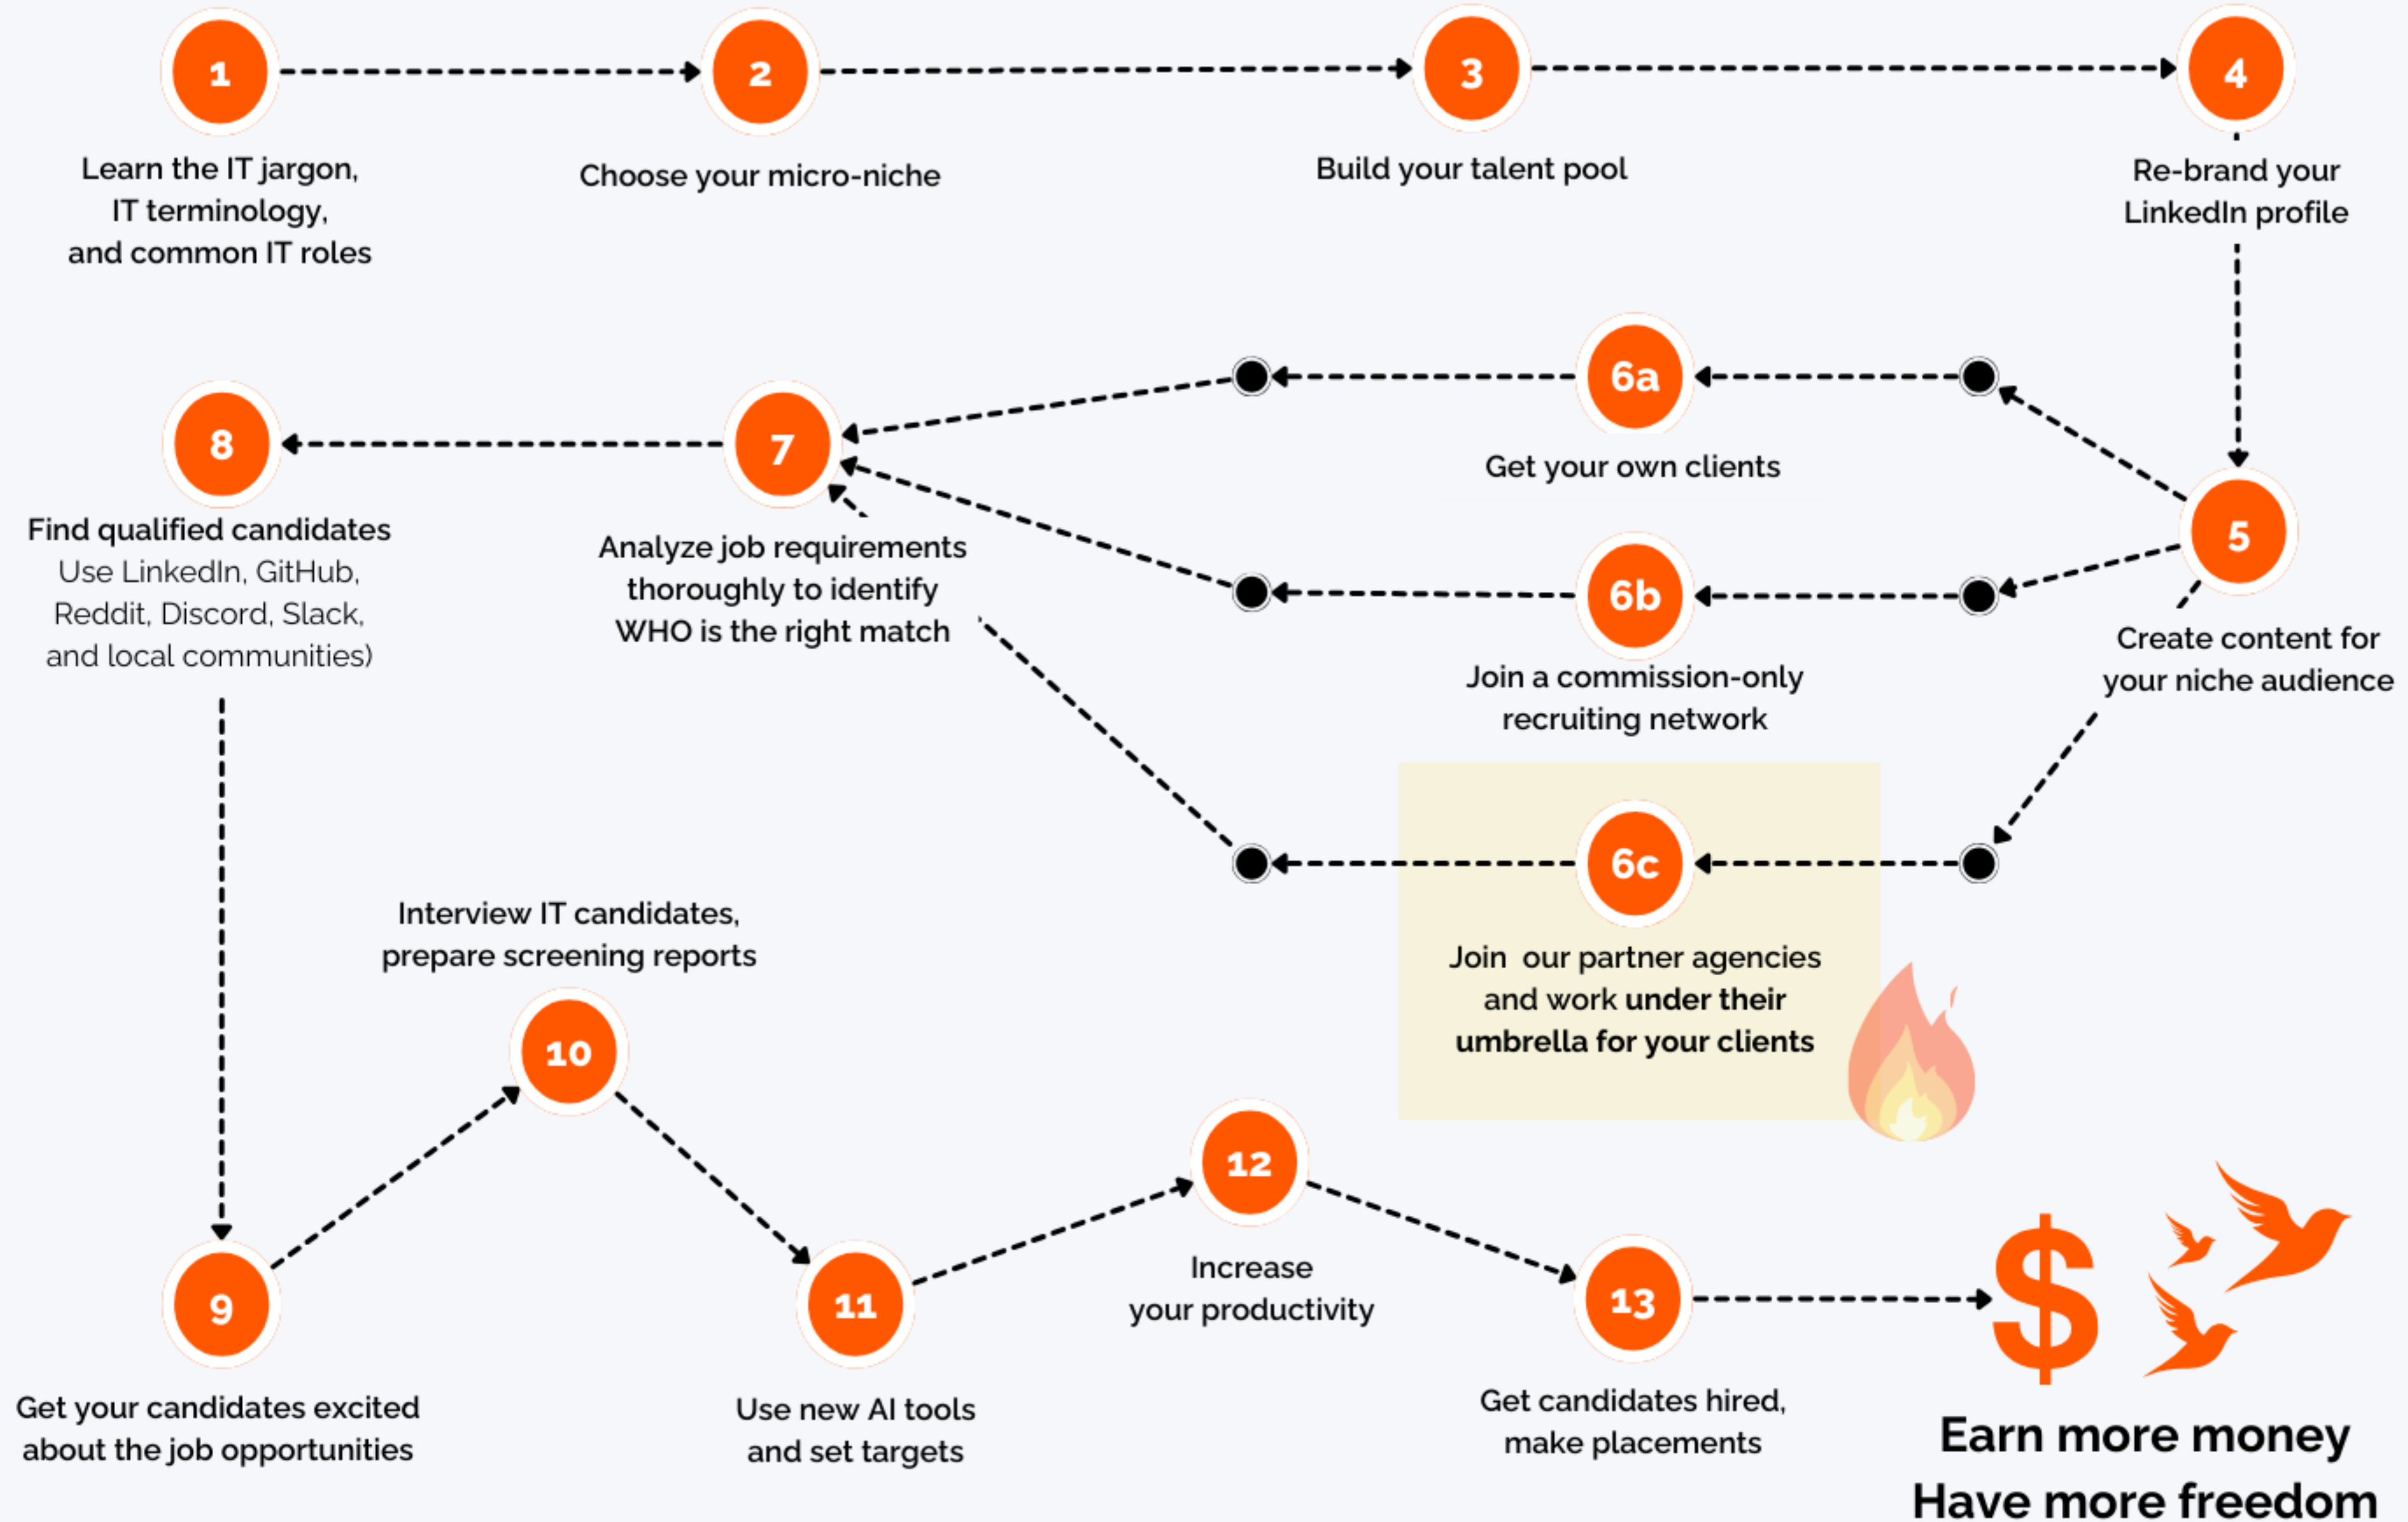 1
2
3
4
Learn the IT jargon,
IT terminology,
and common IT roles
Choose your micro-niche
Build your talent pool
Re-brand your
LinkedIn profile
5
Create content for
your niche audience
6a
Get your own clients
6b
Join a commission-only
recruiting network
6c
Join our partner agencies
and work under their
umbrella for your clients
7
Analyze job requirements
thoroughly to identify
WHO is the right match
8
Find qualified candidates
Use LinkedIn, GitHub,
Reddit, Discord, Slack,
and local communities)
9
Get your candidates excited
about the job opportunities
Interview IT candidates,
prepare screening reports
10
11
Use new AI tools
and set targets
12
Increase
your productivity
13
Get candidates hired,
make placements
$
Earn more money
Have more freedom